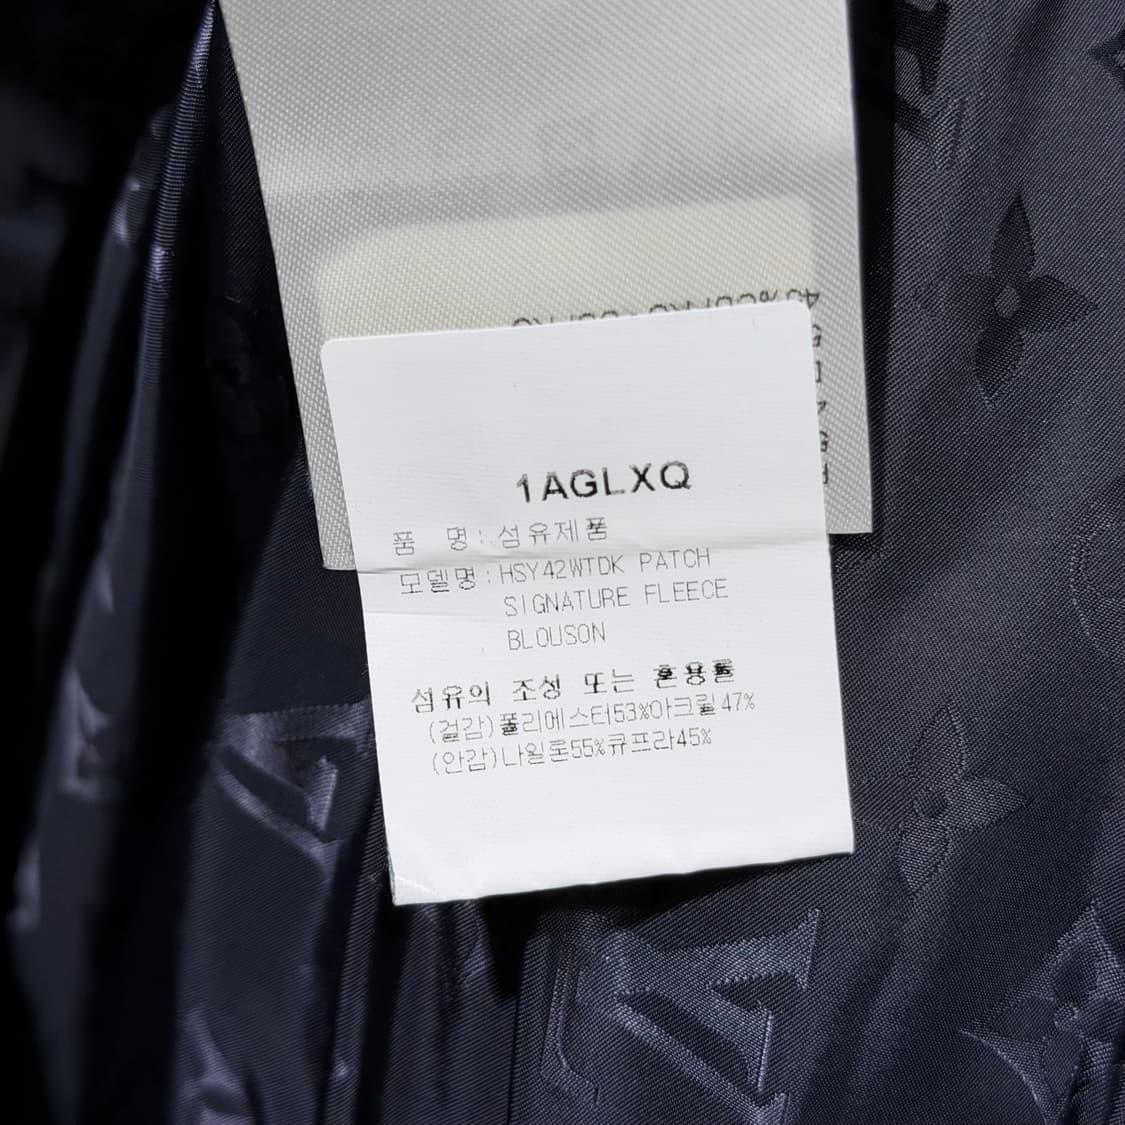 1AGLXQ
품 명 : 섬유제품
모델명 : HSY42WTDK PATCH
SIGNATURE FLEECE
BLOUSON
섬유의 조성 또는 혼용률
(겉감)폴리에스터53%아크릴47%
(안감)나일론55%큐프라45%